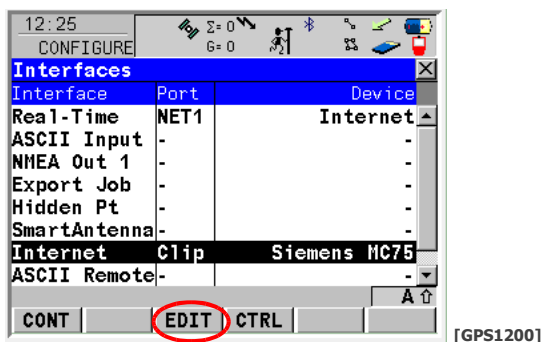 12:25 Σ=0
CONFIGURE G=0
Interfaces
Interface Port Device
Real-Time NET1 Internet
ASCII Input - -
NMEA Out 1 - -
Export Job - -
Hidden Pt - -
SmartAntenna - -
Internet Clip Siemens MC75
ASCII Remote - -
A
CONT EDIT CTRL
[GPS1200]